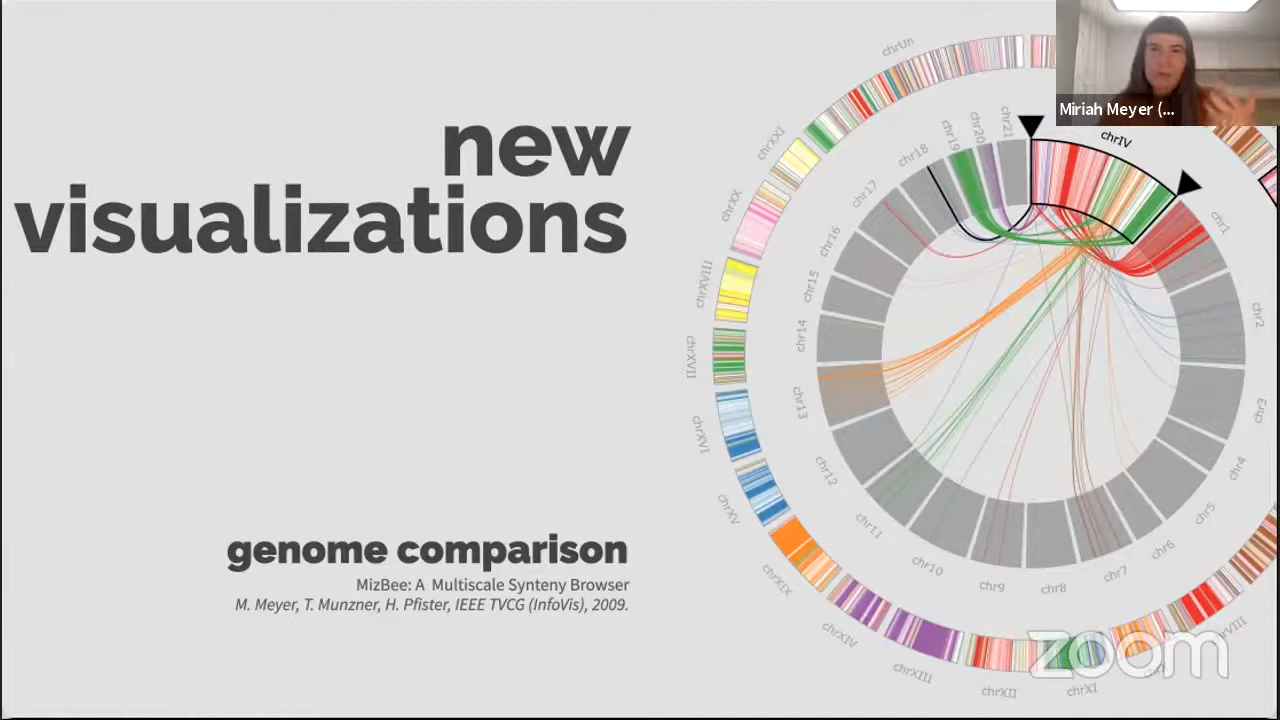 new
visualizations
genome comparison
MizBee: A Multiscale Synteny Browser
M. Meyer, T. Munzner, H. Pfister, IEEE TVCG (InfoVis), 2009.
Miriah Meyer (...
chrUn
chrXXI
chrXX
chrXVIII
chrXVII
chrXVI
chrXV
chrXIX
chrXIV
chrXIII
chrXII
chrXI
chrIV
chr1
chr2
chr3
chr4
chr5
chr6
chr7
chr8
chr9
chr10
chr11
chr12
chr13
chr14
chr15
chr16
chr17
chr18
chr19
chr20
chr21
zoom